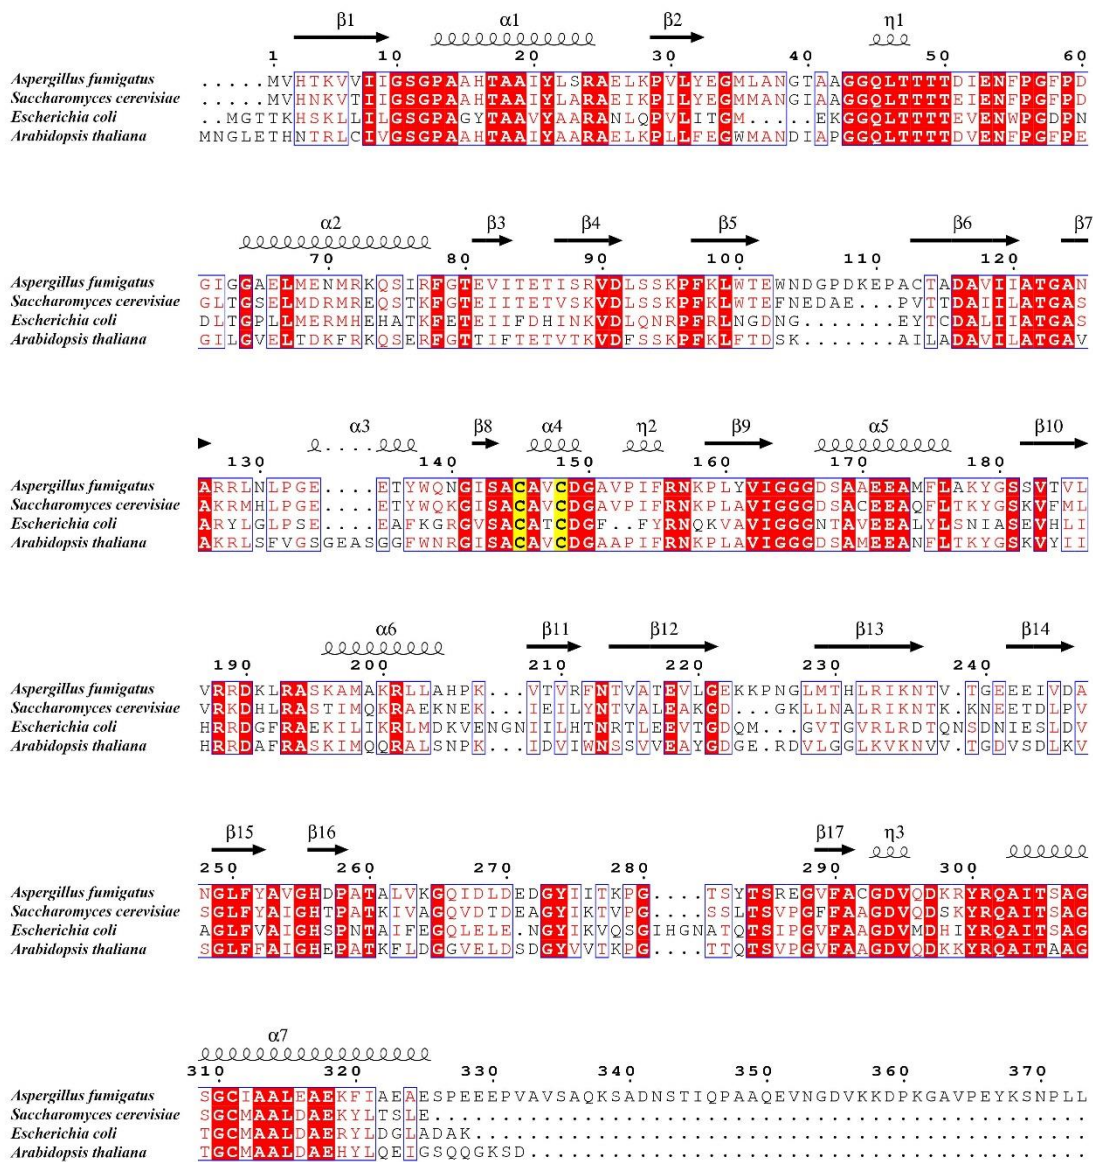 β1 α1 β2 η1
1 10 20 30 40 50 60
Aspergillus fumigatus .....MVHTKVVIIGSGPAAHTAAIYLSRAELKPVLYEGMLANGTAAGGQLTTTTDIENFPGFPD
Saccharomyces cerevisiae .....MVHNKVTIIGSGPAAHTAAIYLARAEIKPILYEGMMANGIAAGGQLTTTTEIENFPGFPD
Escherichia coli ..MGTTKHSKLLILGSGPAGYTAAVYAARANLQPVLITGM.....EKGGQLTTTTEVENWPGDPN
Arabidopsis thaliana MNGLETHNTRLCIVGSGPAAHTAAIYAARAELKPLLFEGWMANDIAPGGQLTTTTDVENFPGFPE
α2 β3 β4 β5 β6 β7
70 80 90 100 110 120
Aspergillus fumigatus GIGGAELMENMRKQSIRFGTEVITETISRVDLSSKPFKLWTEWNDGPDKEPACTADAVIIATGAN
Saccharomyces cerevisiae GLTGSELMDRMREQSTKFGTEIITETVSKVDLSSKPFKLWTEFNEDAE..PVTTDAIILATGAS
Escherichia coli DLTGPLLMERMHEHATKFETEIIFDHINKVDLQNRPFRLNGDNG.......EYTCDALIIATGAS
Arabidopsis thaliana GILGVELTDKFRKQSERFGTTIFTETVTKVDFSSKPFKLFTDSK.......AILADAVILATGAV
α3 β8 α4 η2 β9 α5 β10
130 140 150 160 170 180
Aspergillus fumigatus ARRLNLPGE....ETYWQNGISACAVCDGAVPIFRNKPLYVIGGGDSAAEEAMFLAKYGSSVTVL
Saccharomyces cerevisiae AKRMHLPGE....ETYWQKGISACAVCDGAVPIFRNKPLAVIGGGDSACEEAQFLTKYGSKVFML
Escherichia coli ARYLGLPSE....EAFKGRGVSACATCDGF..FYRNQKVAVIGGGNTAVEEALYLSNIASEVHLI
Arabidopsis thaliana AKRLSFVGSGEASGGFWNRGISACAVCDGAAPIFRNKPLAVIGGGDSAMEEANFLTKYGSKVYII
α6 β11 β12 β13 β14
190 200 210 220 230 240
Aspergillus fumigatus VRRDKLRASKAMAKRLLAHPK...VTVRFNTVATEVLGEKKPNGLMTHLRIKNTV.TGEEEIVDA
Saccharomyces cerevisiae VRKDHLRASTIMQKRAEKNEK...IEILYNTVALEAKGD..GKLLNALRIKNTK.KNEETDLPV
Escherichia coli HRRDGFRAEKILIKRLMDKVENGNIILHTNRTLEEVTGDQM...GVTGVRLRDTQNSDNIESLDV
Arabidopsis thaliana HRRDAFRASKIMQQRALSNPK...IDVIWNSSVVEAYGDGE.RDVLGGLKVKNVV.TGDVSDLKV
β15 β16 β17 η3
250 260 270 280 290 300
Aspergillus fumigatus NGLFYAVGHDPATALVKGQIDLDEDGYIITKPG....TSYTSREGVFACGDVQDKRYRQAITSAG
Saccharomyces cerevisiae SGLFYAIGHTPATKIVAGQVDTDEAGYIKTVPG....SSLTSVPGFFAAGDVQDSKYRQAITSAG
Escherichia coli AGLFVAIGHSPNTAIFEGQLELE.NGYIKVQSGIHGNATQTSIPGVFAAGDVMDHIYRQAITSAG
Arabidopsis thaliana SGLFFAIGHEPATKFLDGGVELDSDGYVVTKPG....TTQTSVPGVFAAGDVQDKKYRQAITAAG
α7
310 320 330 340 350 360 370
Aspergillus fumigatus SGCIAALEAEKFIAEAESPEEEPVAVSAQKSADNSTIQPAAQEVNGDVKKDPKGAVPEYKSNPLL
Saccharomyces cerevisiae SGCMAALDAEKYLTSLE................................................
Escherichia coli TGCMAALDAERYLDGLADAK.............................................
Arabidopsis thaliana TGCMAALDAEHYLQEIGSQQGKSD.........................................